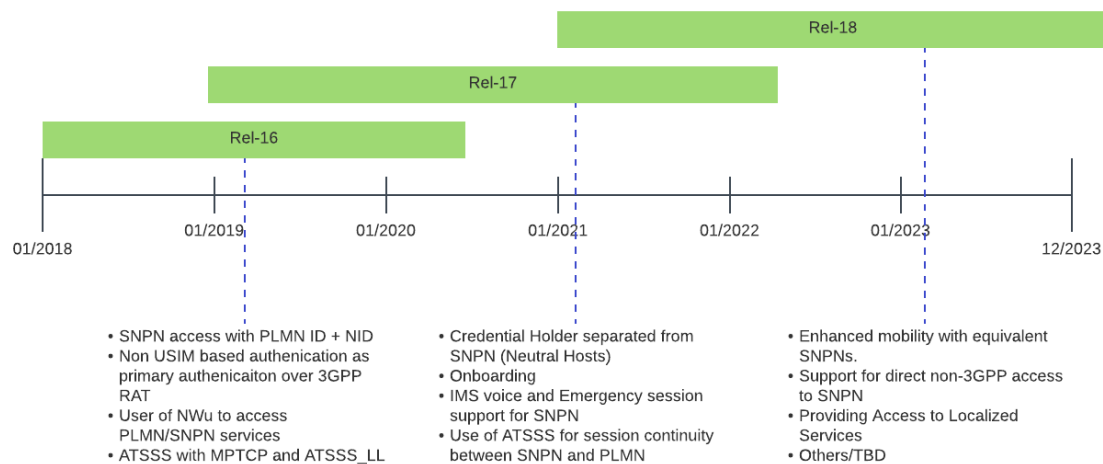 Rel-18
Rel-17
Rel-16
01/2018
01/2019
01/2020
01/2021
01/2022
01/2023
12/2023
• SNPN access with PLMN ID + NID
• Non USIM based authenication as
primary authenicaiton over 3GPP
RAT
• User of NWu to access
PLMN/SNPN services
• ATSSS with MPTCP and ATSSS_LL
• Credential Holder separated from
SNPN (Neutral Hosts)
• Onboarding
• IMS voice and Emergency session
support for SNPN
• Use of ATSSS for session continuity
between SNPN and PLMN
• Enhanced mobility with equivalent
SNPNs.
• Support for direct non-3GPP access
to SNPN
• Providing Access to Localized
Services
• Others/TBD